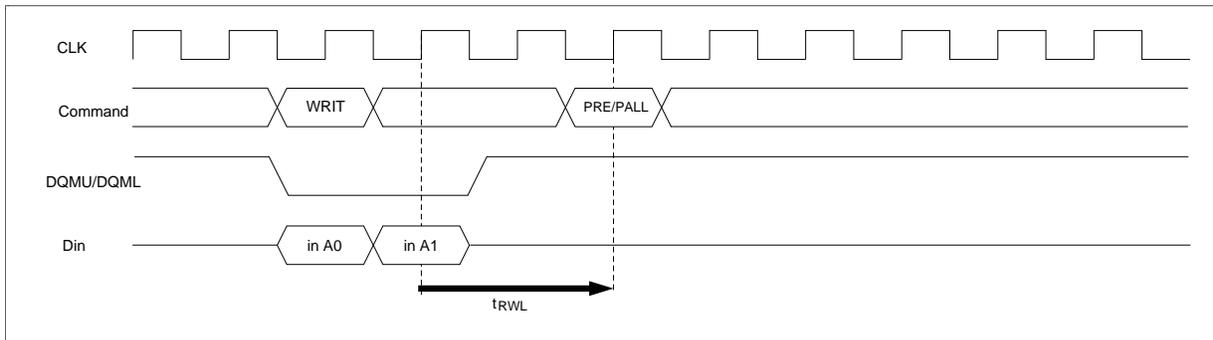 CLK
Command
WRIT
PRE/PALL
DQMU/DQML
Din
in A0
in A1
tRWL